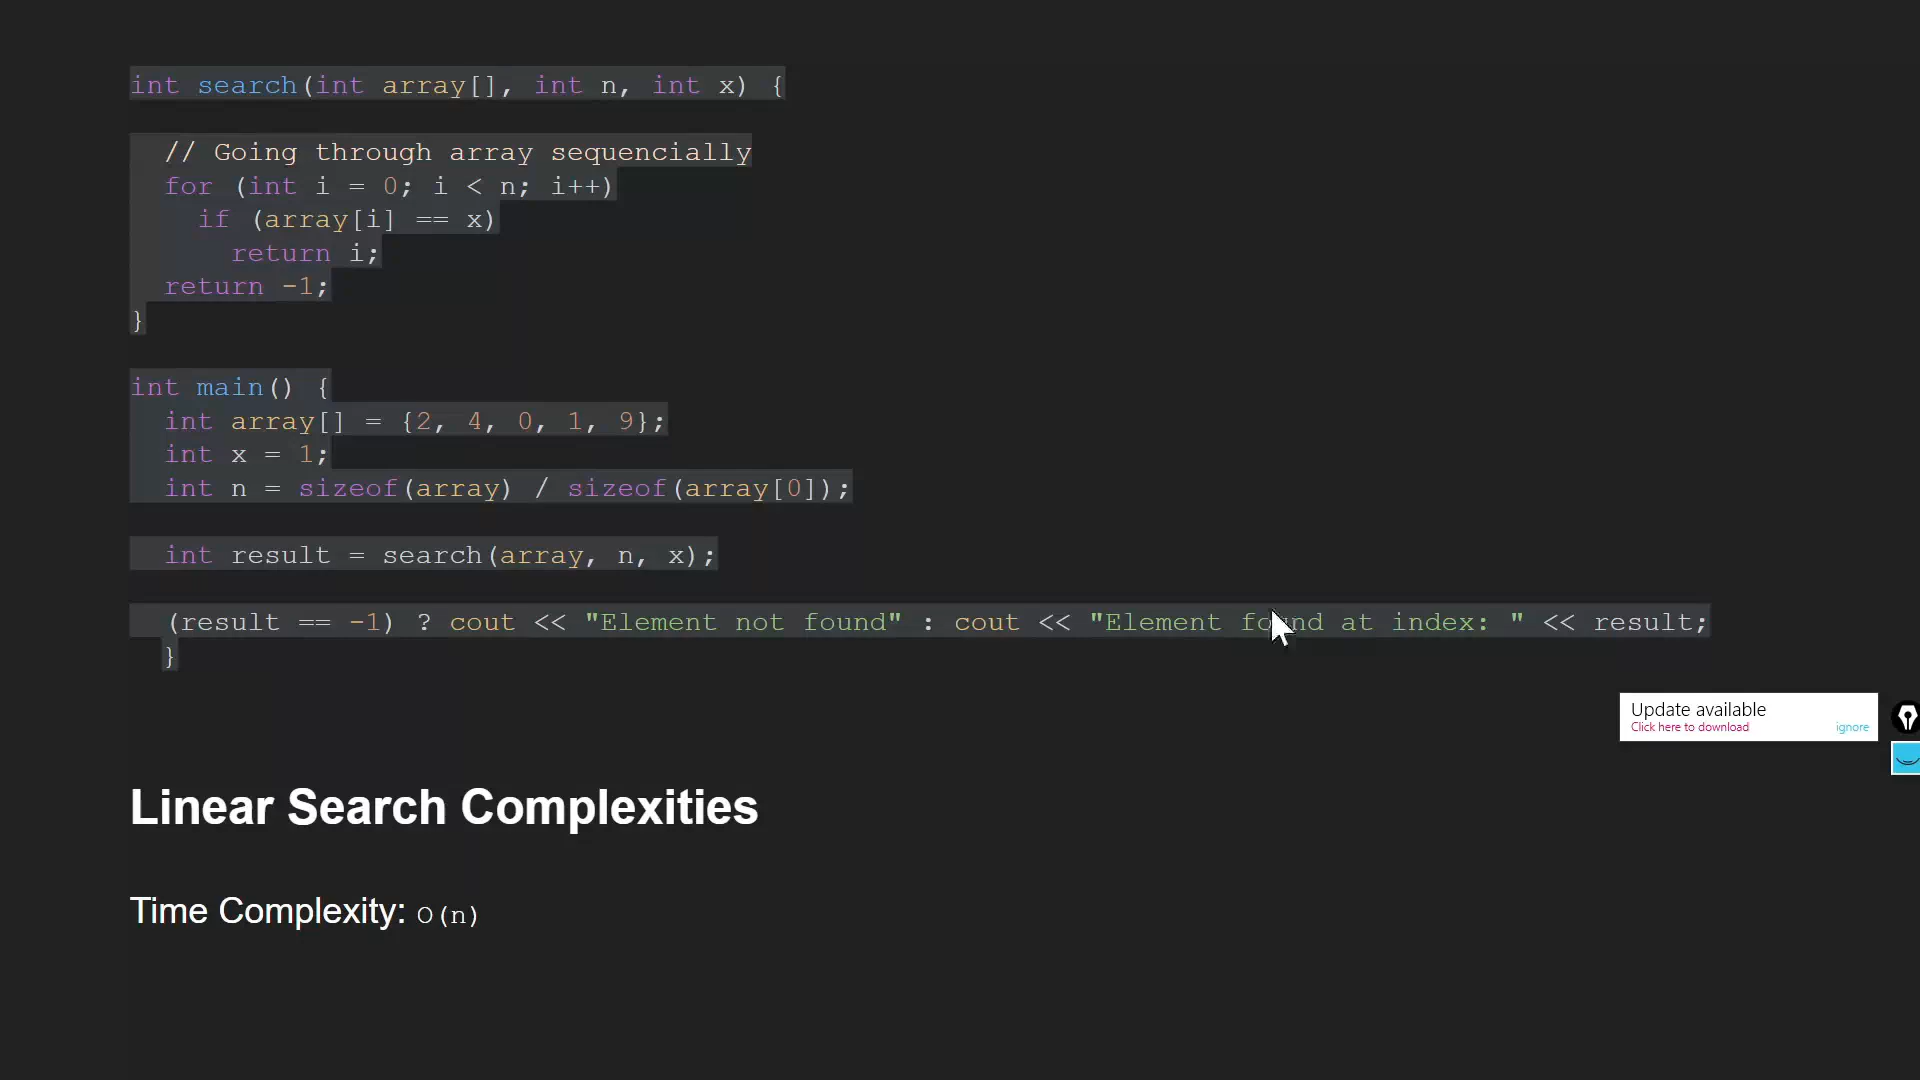 int search(int array[], int n, int x) {
  // Going through array sequencially
  for (int i = 0; i < n; i++)
    if (array[i] == x)
      return i;
  return -1;
}
int main() {
  int array[] = {2, 4, 0, 1, 9};
  int x = 1;
  int n = sizeof(array) / sizeof(array[0]);
  int result = search(array, n, x);
  (result == -1) ? cout << "Element not found" : cout << "Element found at index: " << result;
  }
Update available
Click here to download ignore
Linear Search Complexities
Time Complexity: O(n)